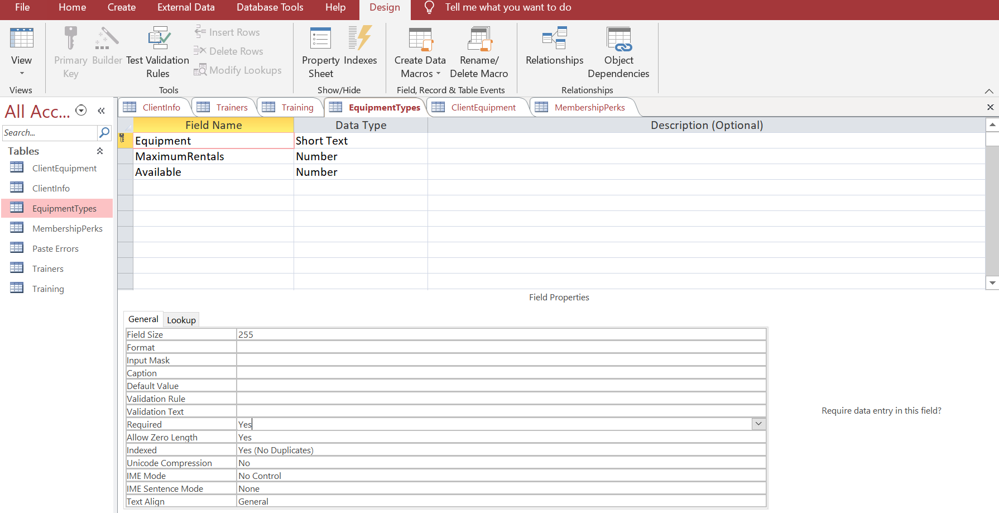 File Home Create External Data Database Tools Help Design Tell me what you want to do
View
Primary Key
Builder
Test Validation Rules
Insert Rows
Delete Rows
Modify Lookups
Property Sheet
Indexes
Create Data Macros
Rename/ Delete Macro
Relationships
Object Dependencies
Views Tools Show/Hide Field, Record & Table Events Relationships
All Acc...
Search...
Tables
ClientEquipment
ClientInfo
EquipmentTypes
MembershipPerks
Paste Errors
Trainers
Training
ClientInfo Trainers Training EquipmentTypes ClientEquipment MembershipPerks
Field Name Data Type Description (Optional)
Equipment Short Text
MaximumRentals Number
Available Number
Field Properties
General Lookup
Field Size 255
Format
Input Mask
Caption
Default Value
Validation Rule
Validation Text
Required Yes
Allow Zero Length Yes
Indexed Yes (No Duplicates)
Unicode Compression No
IME Mode No Control
IME Sentence Mode None
Text Align General
Require data entry in this field?